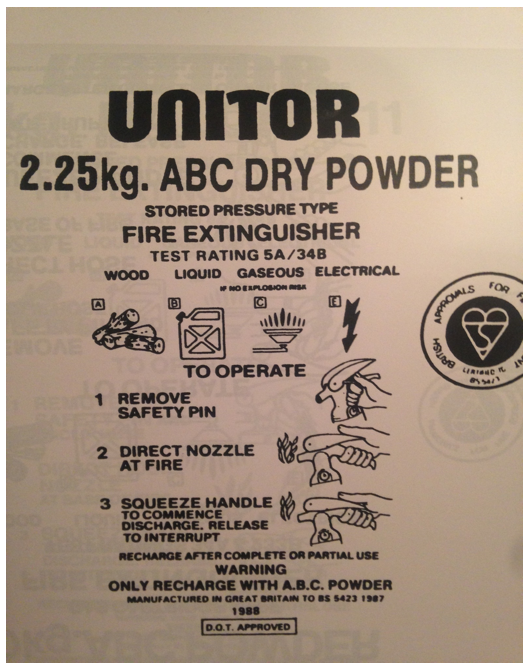 UNITOR
2.25kg. ABC DRY POWDER
STORED PRESSURE TYPE
FIRE EXTINGUISHER
TEST RATING 5A/34B
WOOD LIQUID GASEOUS ELECTRICAL
IF NO EXPLOSION RISK
A B C E
TO OPERATE
1 REMOVE
SAFETY PIN
2 DIRECT NOZZLE
AT FIRE
3 SQUEEZE HANDLE
TO COMMENCE
DISCHARGE. RELEASE
TO INTERRUPT
RECHARGE AFTER COMPLETE OR PARTIAL USE
WARNING
ONLY RECHARGE WITH A.B.C. POWDER
MANUFACTURED IN GREAT BRITAIN TO BS 5423 1987
1988
D.O.T. APPROVED
BRITISH APPROVALS FOR